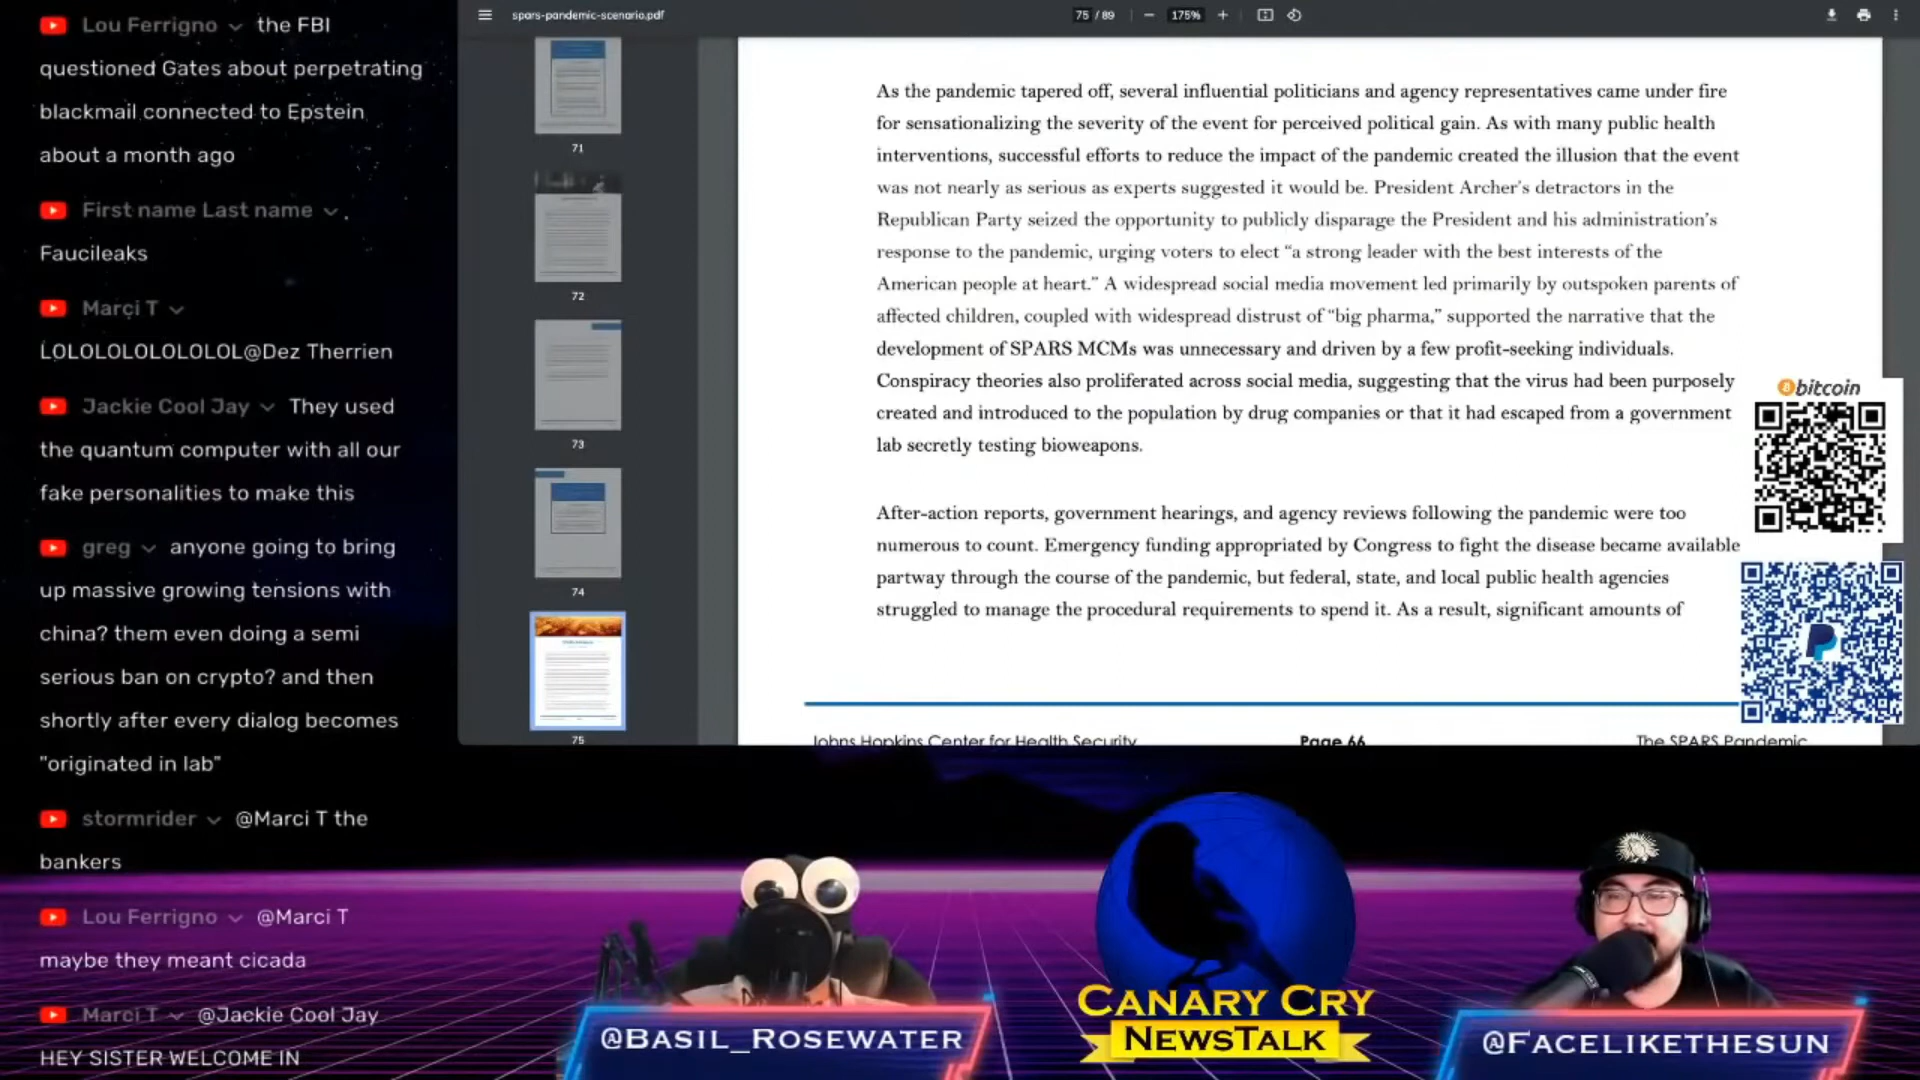 Lou Ferrigno the FBI
questioned Gates about perpetrating
blackmail connected to Epstein
about a month ago
First name Last name
Faucileaks
Marci T
LOLOLOLOLOLOLOL@Dez Therrien
Jackie Cool Jay They used
the quantum computer with all our
fake personalities to make this
greg anyone going to bring
up massive growing tensions with
china? them even doing a semi
serious ban on crypto? and then
shortly after every dialog becomes
"originated in lab"
stormrider @Marci T the
bankers
Lou Ferrigno @Marci T
maybe they meant cicada
Marci T @Jackie Cool Jay
HEY SISTER WELCOME IN
spars-pandemic-scenario.pdf
75 / 89
175%
71
72
73
74
75
As the pandemic tapered off, several influential politicians and agency representatives came under fire
for sensationalizing the severity of the event for perceived political gain. As with many public health
interventions, successful efforts to reduce the impact of the pandemic created the illusion that the event
was not nearly as serious as experts suggested it would be. President Archer's detractors in the
Republican Party seized the opportunity to publicly disparage the President and his administration's
response to the pandemic, urging voters to elect “a strong leader with the best interests of the
American people at heart.” A widespread social media movement led primarily by outspoken parents of
affected children, coupled with widespread distrust of “big pharma,” supported the narrative that the
development of SPARS MCMs was unnecessary and driven by a few profit-seeking individuals.
Conspiracy theories also proliferated across social media, suggesting that the virus had been purposely
created and introduced to the population by drug companies or that it had escaped from a government
lab secretly testing bioweapons.
After-action reports, government hearings, and agency reviews following the pandemic were too
numerous to count. Emergency funding appropriated by Congress to fight the disease became available
partway through the course of the pandemic, but federal, state, and local public health agencies
struggled to manage the procedural requirements to spend it. As a result, significant amounts of
Johns Hopkins Center for Health Security
Page 66
The SPARS Pandemic
bitcoin
@BASIL_ROSEWATER
CANARY CRY
NEWSTALK
@FACELIKETHESUN